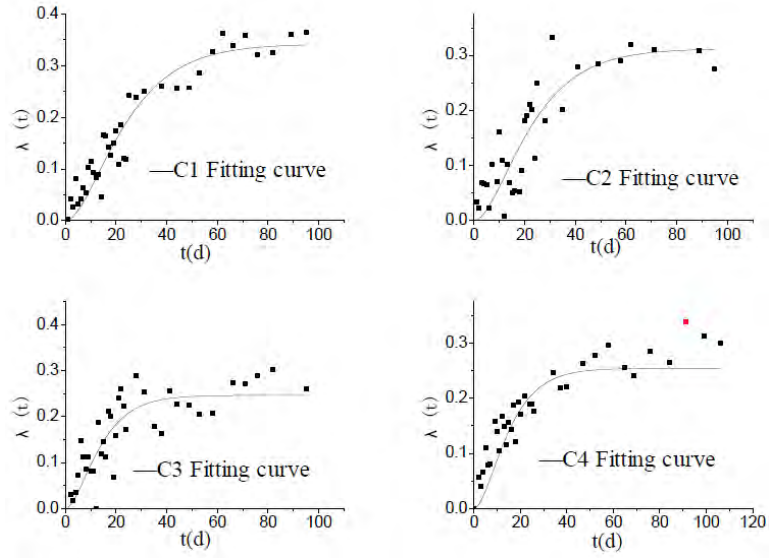 0.4
0.3
0.2
0.1
0.0
λ (t)
C1 Fitting curve
0 20 40 60 80 100
t(d)
0.3
0.2
0.1
0.0
λ (t)
C2 Fitting curve
0 20 40 60 80 100
t(d)
0.4
0.3
0.2
0.1
0.0
λ (t)
C3 Fitting curve
0 20 40 60 80 100
t(d)
0.3
0.2
0.1
0.0
λ (t)
C4 Fitting curve
0 20 40 60 80 100 120
t(d)